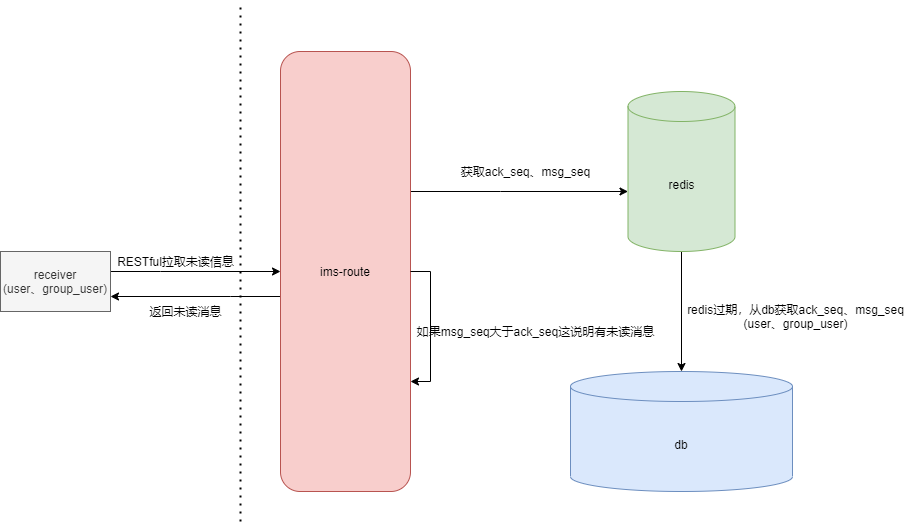 获取ack_seq、msg_seq
redis
RESTful拉取未读信息
receiver
(user、group_user)
ims-route
返回未读消息
redis过期，从db获取ack_seq、msg_seq
(user、group_user)
如果msg_seq大于ack_seq这说明有未读消息
db